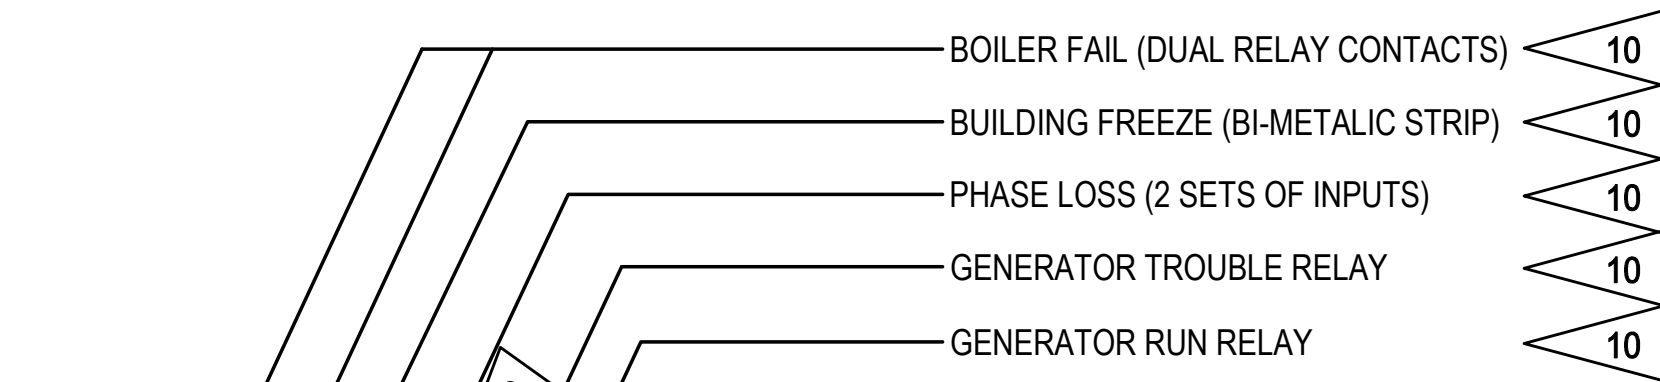 BOILER FAIL (DUAL RELAY CONTACTS) 10
BUILDING FREEZE (BI-METALIC STRIP) 10
PHASE LOSS (2 SETS OF INPUTS) 10
GENERATOR TROUBLE RELAY 10
GENERATOR RUN RELAY 10